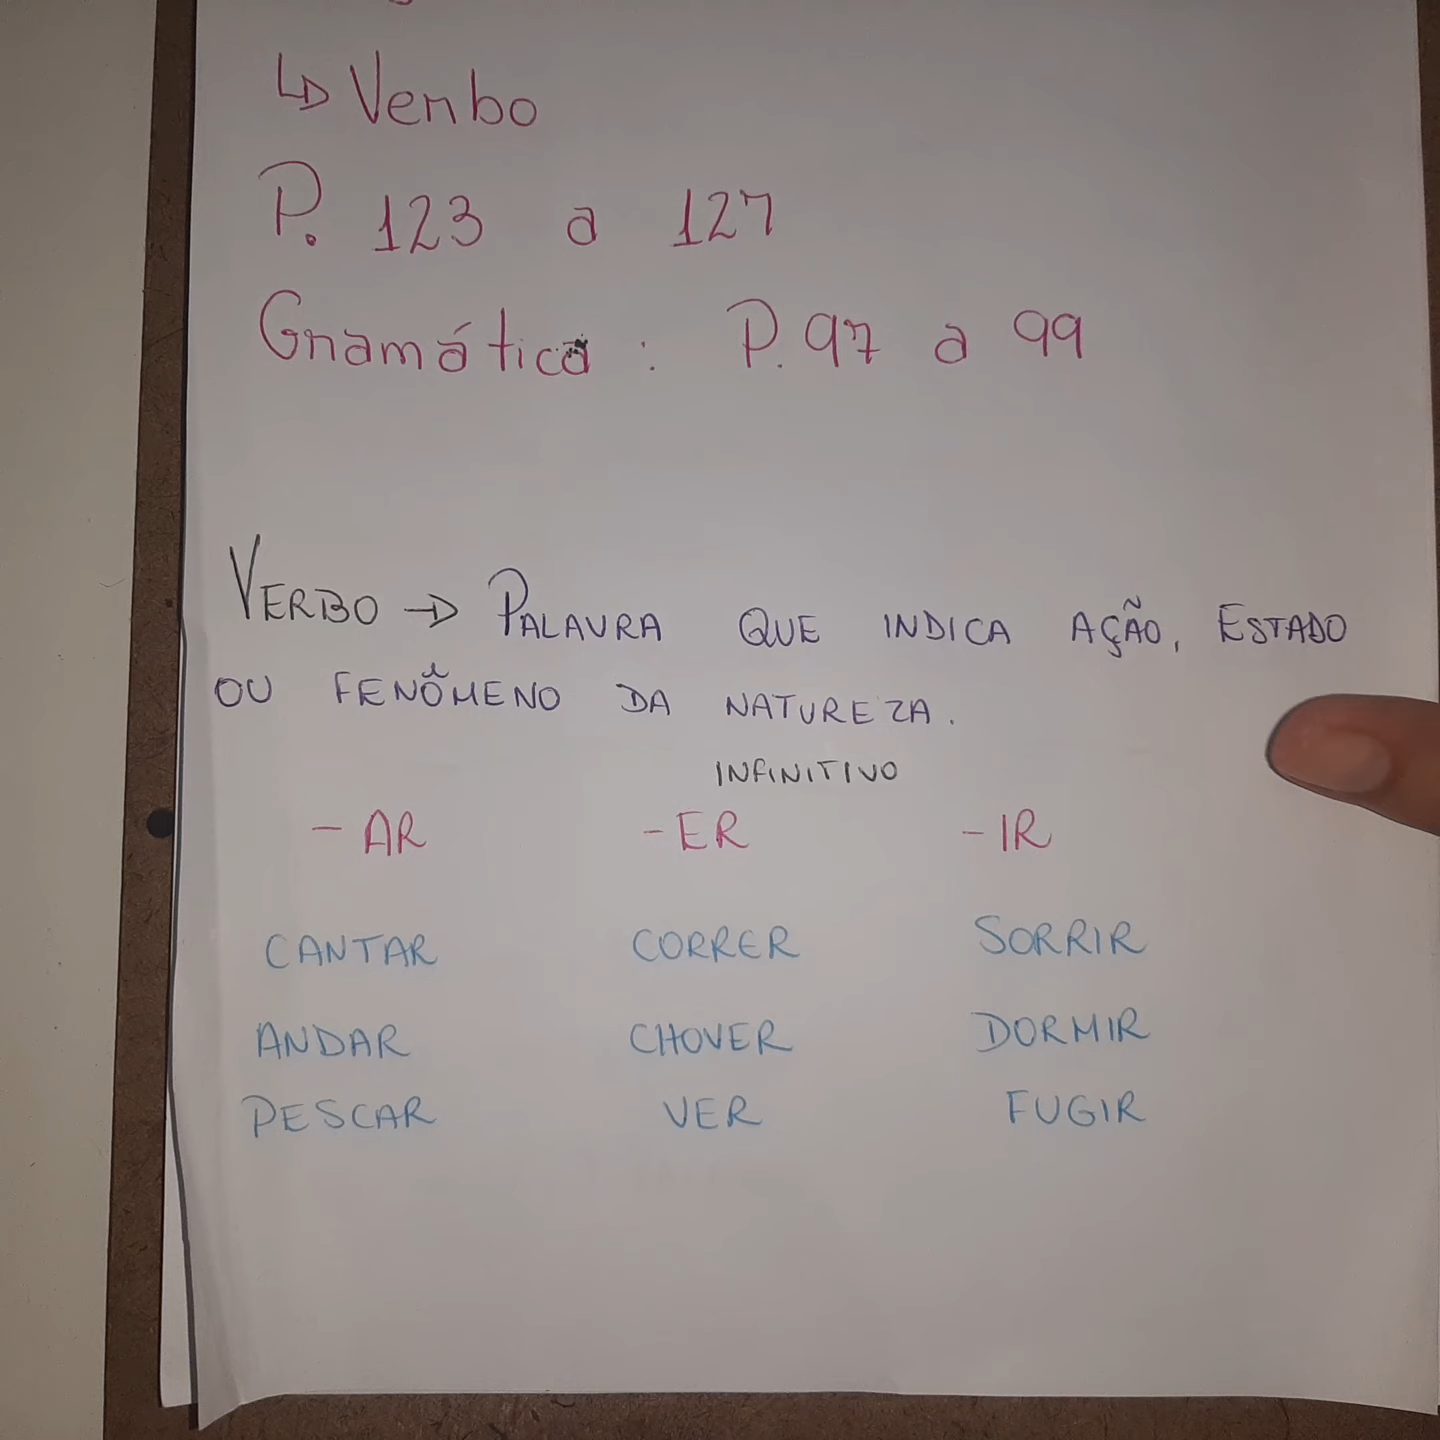 ↳ Verbo
P. 123 a 127
Gramática : P. 97 a 99
VERBO → PALAVRA QUE INDICA AÇÃO, ESTADO
OU FENÔMENO DA NATUREZA.
INFINITIVO
- AR - ER - IR
CANTAR CORRER SORRIR
ANDAR CHOVER DORMIR
PESCAR VER FUGIR